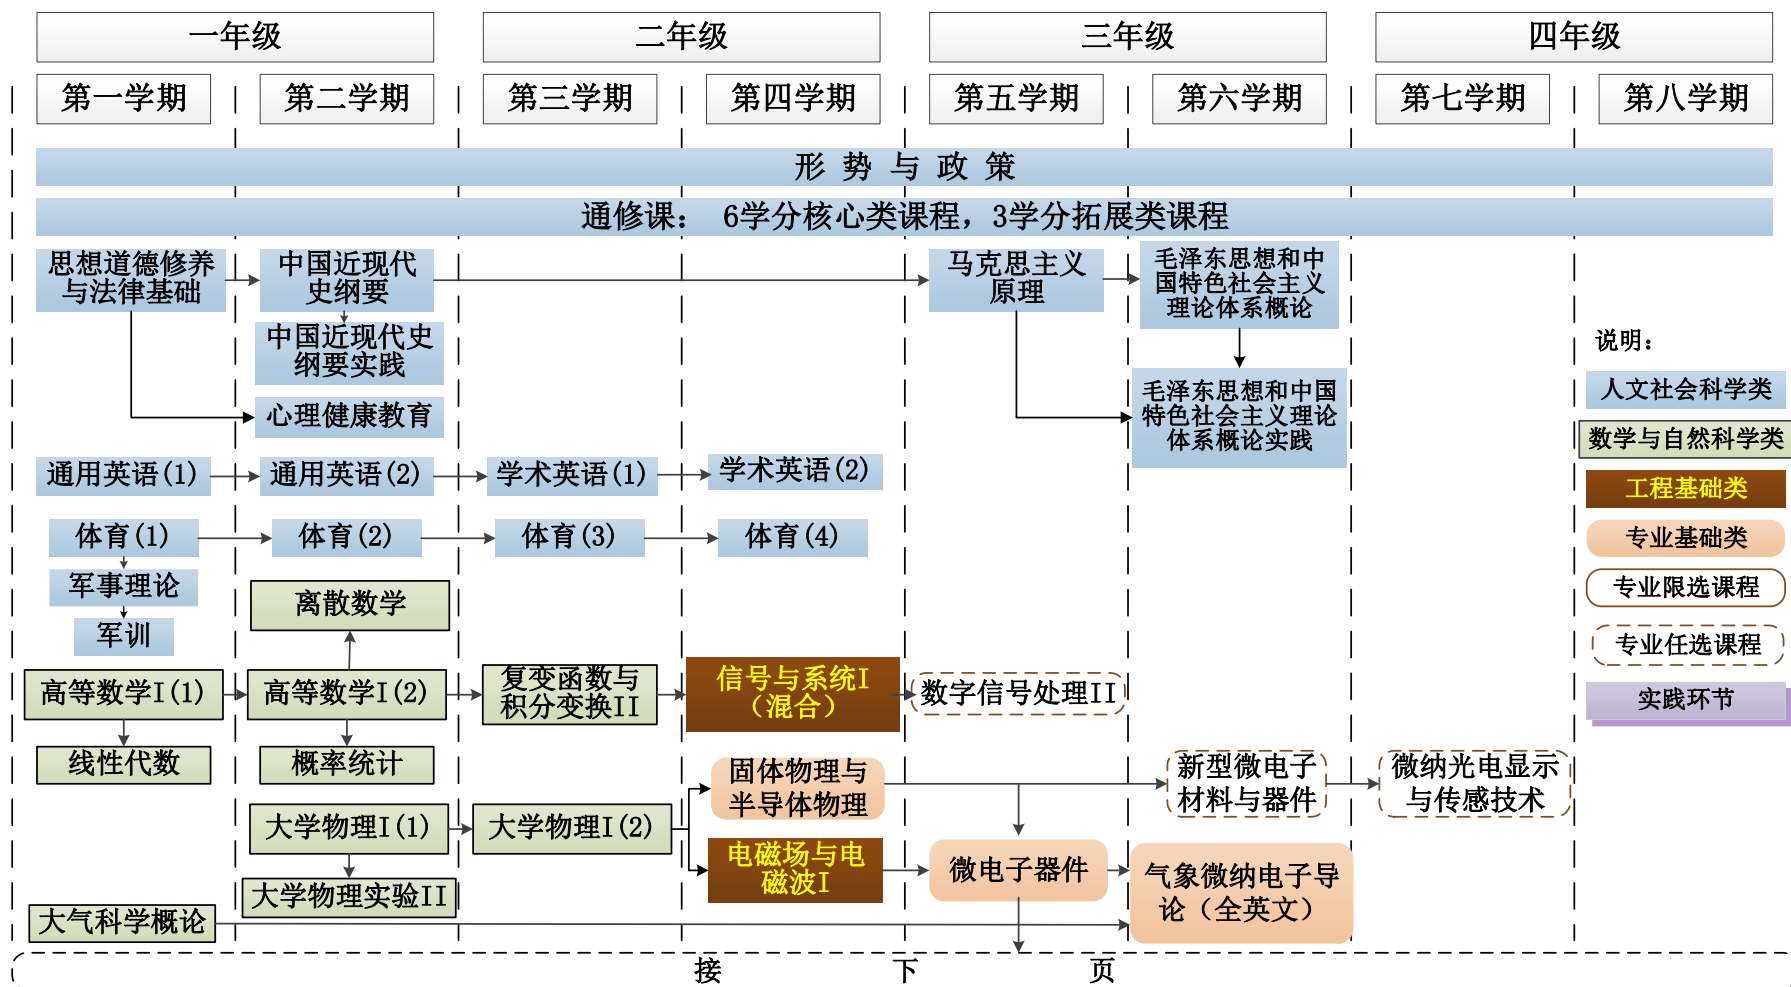 一年级
二年级
三年级
四年级
第一学期
第二学期
第三学期
第四学期
第五学期
第六学期
第七学期
第八学期
形 势 与 政 策
通修课： 6学分核心类课程，3学分拓展类课程
思想道德修养
与法律基础
中国近现代
史纲要
马克思主义
原理
毛泽东思想和中
国特色社会主义
理论体系概论
中国近现代史
纲要实践
心理健康教育
毛泽东思想和中国
特色社会主义理论
体系概论实践
通用英语(1)
通用英语(2)
学术英语(1)
学术英语(2)
体育(1)
体育(2)
体育(3)
体育(4)
军事理论
军训
离散数学
高等数学I(1)
高等数学I(2)
复变函数与
积分变换II
信号与系统I
（混合）
数字信号处理II
线性代数
概率统计
固体物理与
半导体物理
新型微电子
材料与器件
微纳光电显示
与传感技术
大学物理I(1)
大学物理I(2)
电磁场与电
磁波I
微电子器件
气象微纳电子导
论（全英文）
大学物理实验II
大气科学概论
说明：
人文社会科学类
数学与自然科学类
工程基础类
专业基础类
专业限选课程
专业任选课程
实践环节
接 下 页